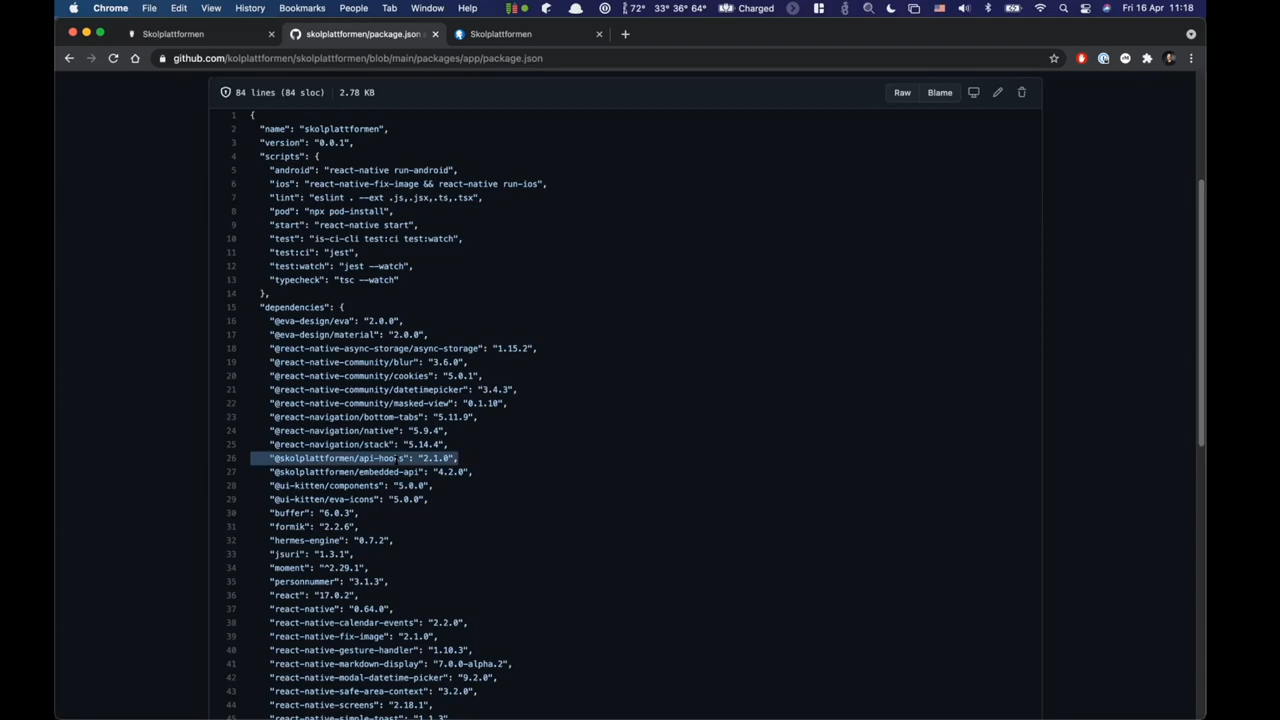 Chrome File Edit View History Bookmarks People Tab Window Help 72° 33° 36° 64° Charged Fri 16 Apr 11:18
Skolplattformen skolplattformen/package.json Skolplattformen
github.com/kolplattformen/skolplattformen/blob/main/packages/app/package.json
84 lines (84 sloc) 2.78 KB Raw Blame
1 {
2 "name": "skolplattformen",
3 "version": "0.0.1",
4 "scripts": {
5 "android": "react-native run-android",
6 "ios": "react-native-fix-image && react-native run-ios",
7 "lint": "eslint . --ext .js,.jsx,.ts,.tsx",
8 "pod": "npx pod-install",
9 "start": "react-native start",
10 "test": "is-ci-cli test:ci test:watch",
11 "test:ci": "jest",
12 "test:watch": "jest --watch",
13 "typecheck": "tsc --watch"
14 },
15 "dependencies": {
16 "@eva-design/eva": "2.0.0",
17 "@eva-design/material": "2.0.0",
18 "@react-native-async-storage/async-storage": "1.15.2",
19 "@react-native-community/blur": "3.6.0",
20 "@react-native-community/cookies": "5.0.1",
21 "@react-native-community/datetimepicker": "3.4.3",
22 "@react-native-community/masked-view": "0.1.10",
23 "@react-navigation/bottom-tabs": "5.11.9",
24 "@react-navigation/native": "5.9.4",
25 "@react-navigation/stack": "5.14.4",
26 "@skolplattformen/api-hooks": "2.1.0",
27 "@skolplattformen/embedded-api": "4.2.0",
28 "@ui-kitten/components": "5.0.0",
29 "@ui-kitten/eva-icons": "5.0.0",
30 "buffer": "6.0.3",
31 "formik": "2.2.6",
32 "hermes-engine": "0.7.2",
33 "jsuri": "1.3.1",
34 "moment": "^2.29.1",
35 "personnummer": "3.1.3",
36 "react": "17.0.2",
37 "react-native": "0.64.0",
38 "react-native-calendar-events": "2.2.0",
39 "react-native-fix-image": "2.1.0",
40 "react-native-gesture-handler": "1.10.3",
41 "react-native-markdown-display": "7.0.0-alpha.2",
42 "react-native-modal-datetime-picker": "9.2.0",
43 "react-native-safe-area-context": "3.2.0",
44 "react-native-screens": "2.18.1",
45 "react-native-simple-toast": "1.1.3",